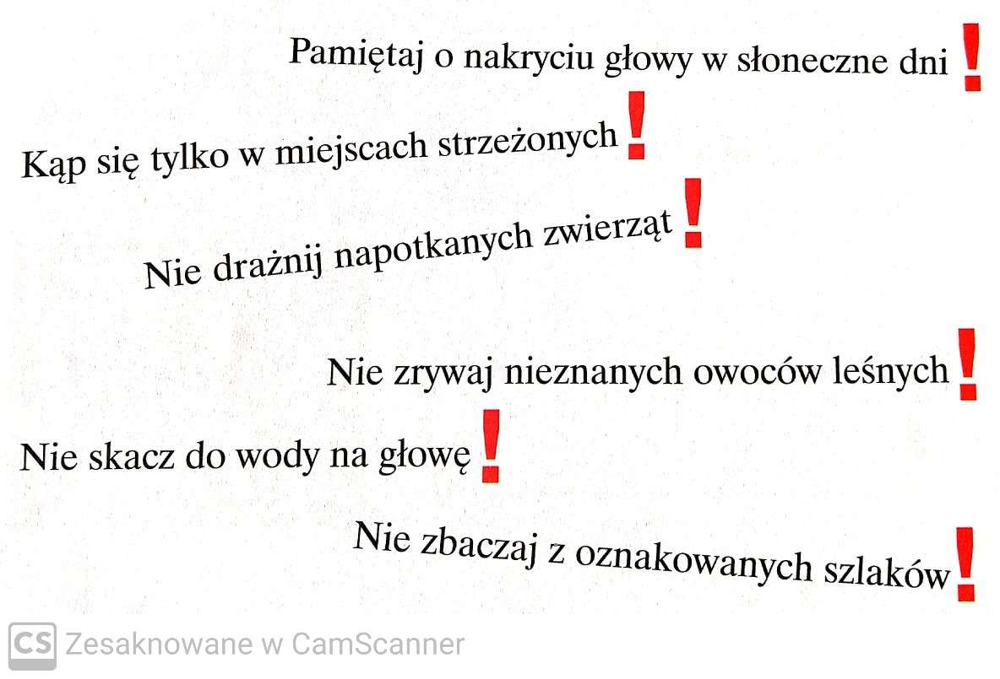 Pamiętaj o nakryciu głowy w słoneczne dni!
Kąp się tylko w miejscach strzeżonych!
Nie drażnij napotkanych zwierząt!
Nie zrywaj nieznanych owoców leśnych!
Nie skacz do wody na głowę!
Nie zbaczaj z oznakowanych szlaków!
CS Zesaknowane w CamScanner